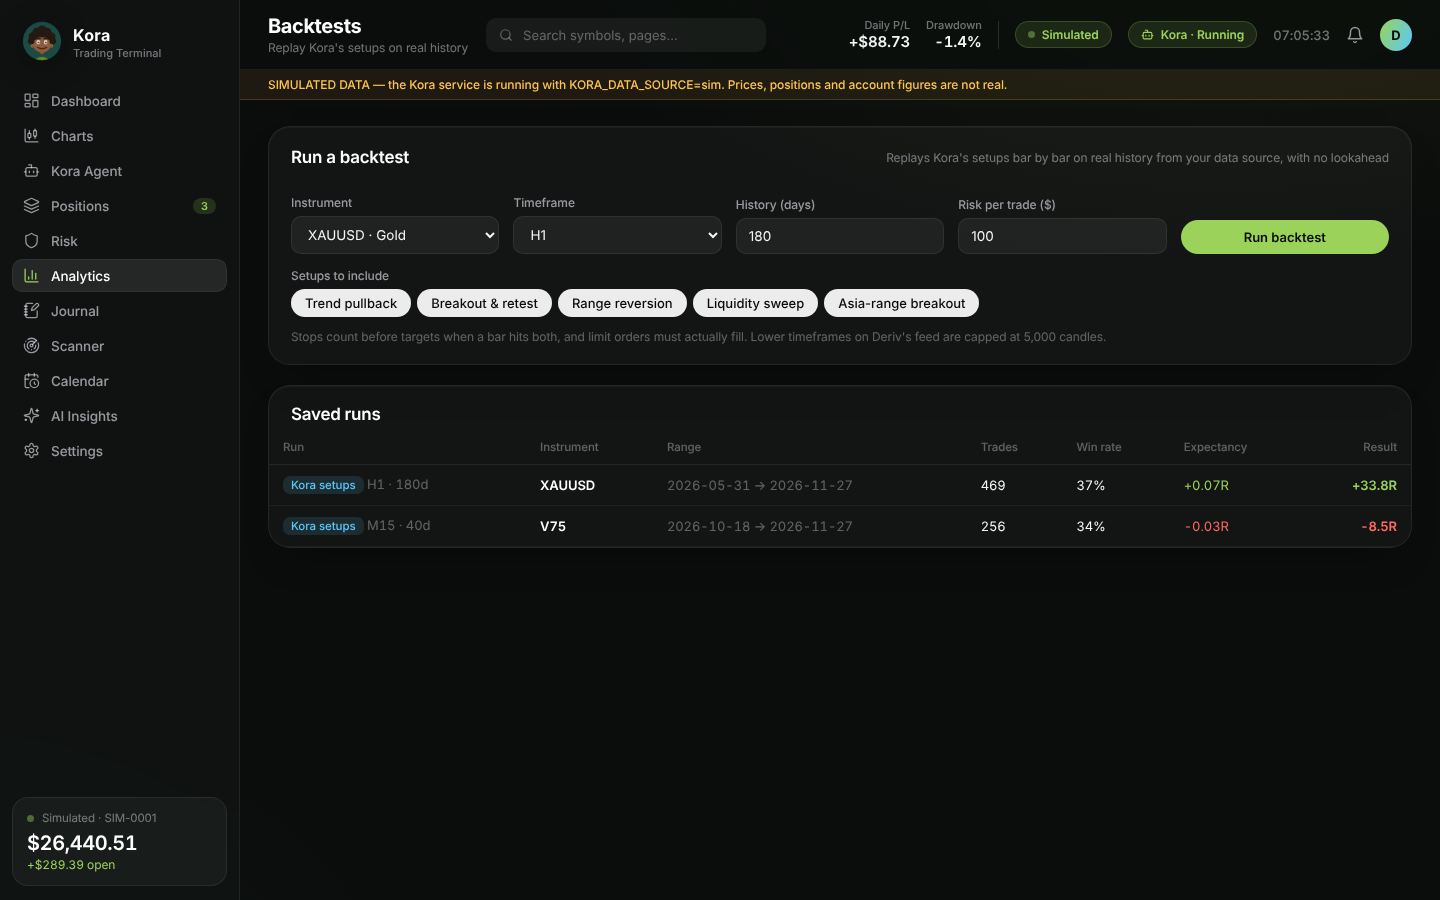 Kora
Trading Terminal
Dashboard
Charts
Kora Agent
Positions 3
Risk
Analytics
Journal
Scanner
Calendar
AI Insights
Settings
Simulated · SIM-0001
$26,440.51
+$289.39 open
Backtests
Replay Kora's setups on real history
Search symbols, pages...
Daily P/L
+$88.73
Drawdown
-1.4%
Simulated
Kora · Running
07:05:33
D
SIMULATED DATA — the Kora service is running with KORA_DATA_SOURCE=sim. Prices, positions and account figures are not real.
Run a backtest
Replays Kora's setups bar by bar on real history from your data source, with no lookahead
Instrument Timeframe History (days) Risk per trade ($)
XAUUSD · Gold H1 180 100 Run backtest
Setups to include
Trend pullback Breakout & retest Range reversion Liquidity sweep Asia-range breakout
Stops count before targets when a bar hits both, and limit orders must actually fill. Lower timeframes on Deriv's feed are capped at 5,000 candles.
Saved runs
Run Instrument Range Trades Win rate Expectancy Result
Kora setups H1 · 180d XAUUSD 2026-05-31 → 2026-11-27 469 37% +0.07R +33.8R
Kora setups M15 · 40d V75 2026-10-18 → 2026-11-27 256 34% -0.03R -8.5R